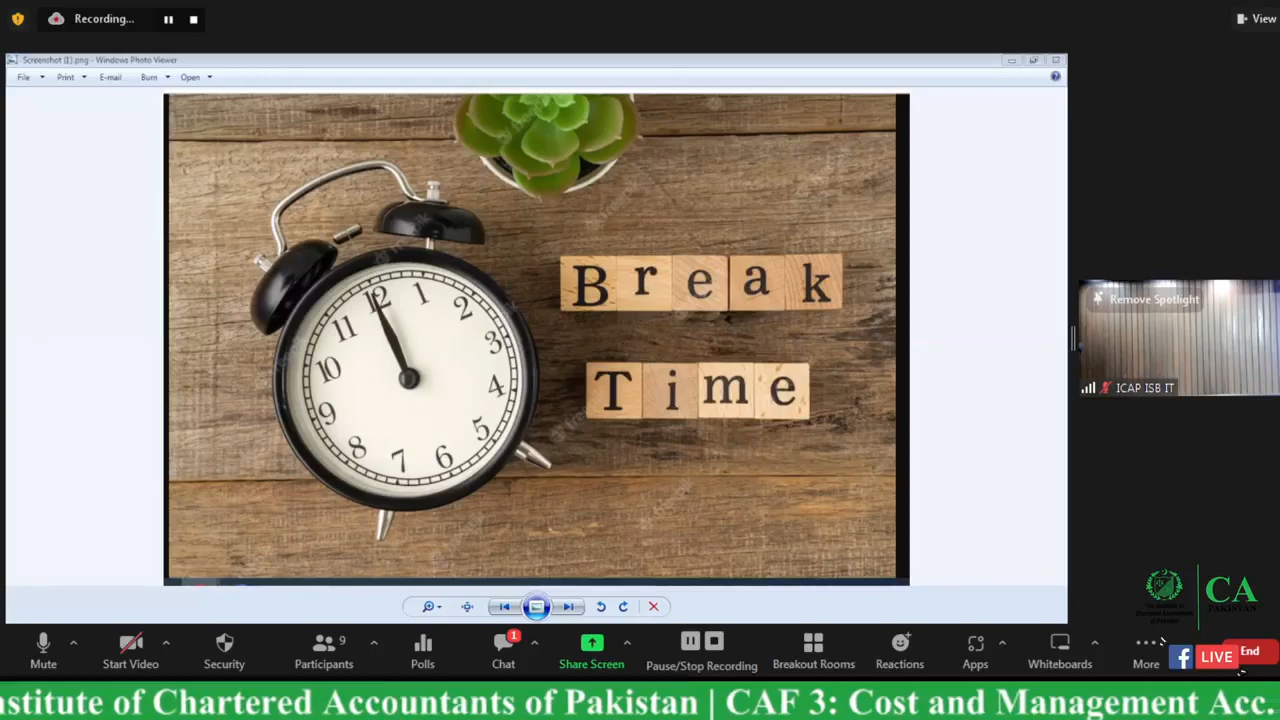 Recording...
View
Screenshot (1).png - Windows Photo Viewer
File Print E-mail Burn Open
Break
Time
12
1
2
3
4
5
6
7
8
9
10
11
Remove Spotlight
ICAP ISB IT
CA
PAKISTAN
Mute
Start Video
Security
9
Participants
Polls
1
Chat
Share Screen
Pause/Stop Recording
Breakout Rooms
Reactions
Apps
Whiteboards
More
LIVE
End
nstitute of Chartered Accountants of Pakistan | CAF 3: Cost and Management Acc.